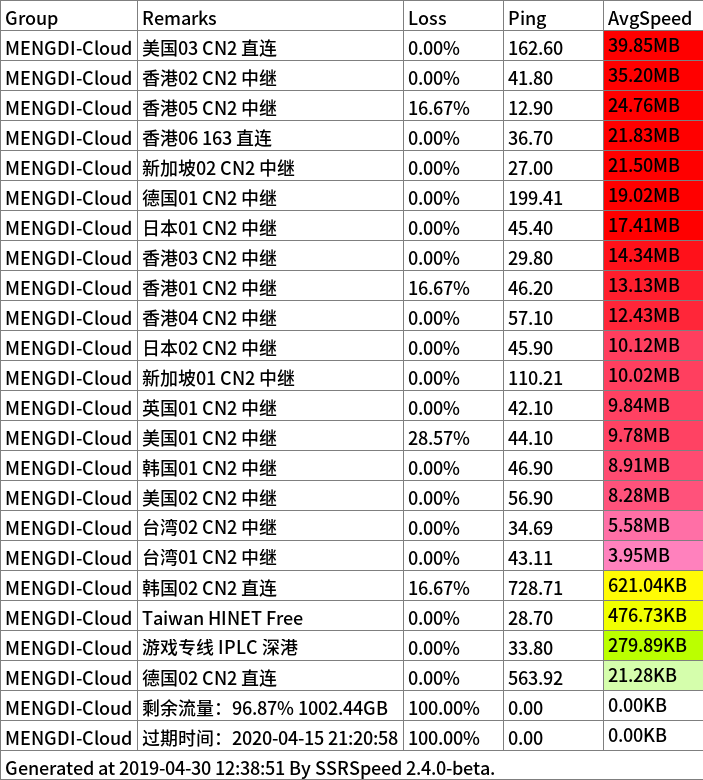 Group Remarks Loss Ping AvgSpeed
MENGDI-Cloud 美国03 CN2 直连 0.00% 162.60 39.85MB
MENGDI-Cloud 香港02 CN2 中继 0.00% 41.80 35.20MB
MENGDI-Cloud 香港05 CN2 中继 16.67% 12.90 24.76MB
MENGDI-Cloud 香港06 163 直连 0.00% 36.70 21.83MB
MENGDI-Cloud 新加坡02 CN2 中继 0.00% 27.00 21.50MB
MENGDI-Cloud 德国01 CN2 中继 0.00% 199.41 19.02MB
MENGDI-Cloud 日本01 CN2 中继 0.00% 45.40 17.41MB
MENGDI-Cloud 香港03 CN2 中继 0.00% 29.80 14.34MB
MENGDI-Cloud 香港01 CN2 中继 16.67% 46.20 13.13MB
MENGDI-Cloud 香港04 CN2 中继 0.00% 57.10 12.43MB
MENGDI-Cloud 日本02 CN2 中继 0.00% 45.90 10.12MB
MENGDI-Cloud 新加坡01 CN2 中继 0.00% 110.21 10.02MB
MENGDI-Cloud 英国01 CN2 中继 0.00% 42.10 9.84MB
MENGDI-Cloud 美国01 CN2 中继 28.57% 44.10 9.78MB
MENGDI-Cloud 韩国01 CN2 中继 0.00% 46.90 8.91MB
MENGDI-Cloud 美国02 CN2 中继 0.00% 56.90 8.28MB
MENGDI-Cloud 台湾02 CN2 中继 0.00% 34.69 5.58MB
MENGDI-Cloud 台湾01 CN2 中继 0.00% 43.11 3.95MB
MENGDI-Cloud 韩国02 CN2 直连 16.67% 728.71 621.04KB
MENGDI-Cloud Taiwan HINET Free 0.00% 28.70 476.73KB
MENGDI-Cloud 游戏专线 IPLC 深港 0.00% 33.80 279.89KB
MENGDI-Cloud 德国02 CN2 直连 0.00% 563.92 21.28KB
MENGDI-Cloud 剩余流量：96.87% 1002.44GB 100.00% 0.00 0.00KB
MENGDI-Cloud 过期时间：2020-04-15 21:20:58 100.00% 0.00 0.00KB
Generated at 2019-04-30 12:38:51 By SSRSpeed 2.4.0-beta.